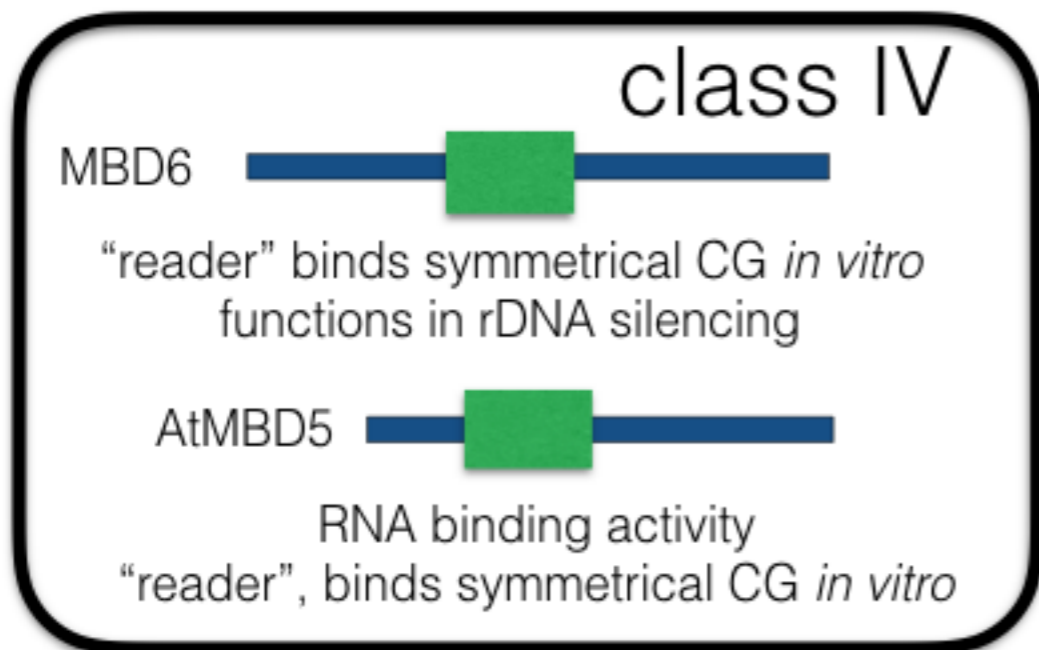 class IV
MBD6
“reader” binds symmetrical CG in vitro
functions in rDNA silencing
AtMBD5
RNA binding activity
“reader”, binds symmetrical CG in vitro